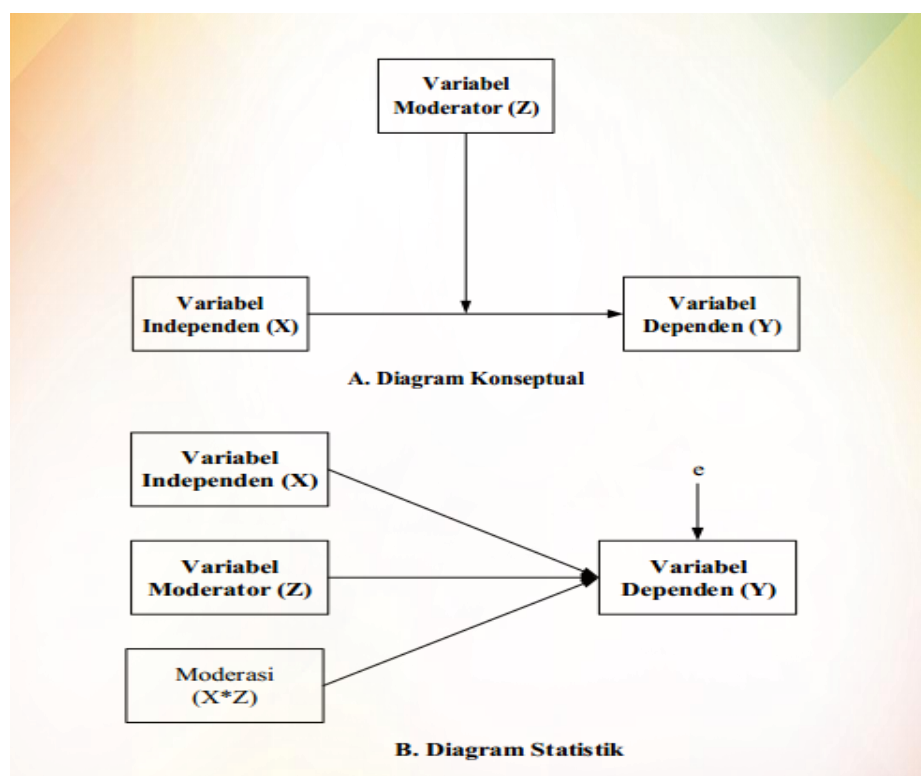 Variabel
Moderator (Z)
Variabel
Independen (X)
Variabel
Dependen (Y)
A. Diagram Konseptual
Variabel
Independen (X)
e
Variabel
Moderator (Z)
Variabel
Dependen (Y)
Moderasi
(X*Z)
B. Diagram Statistik